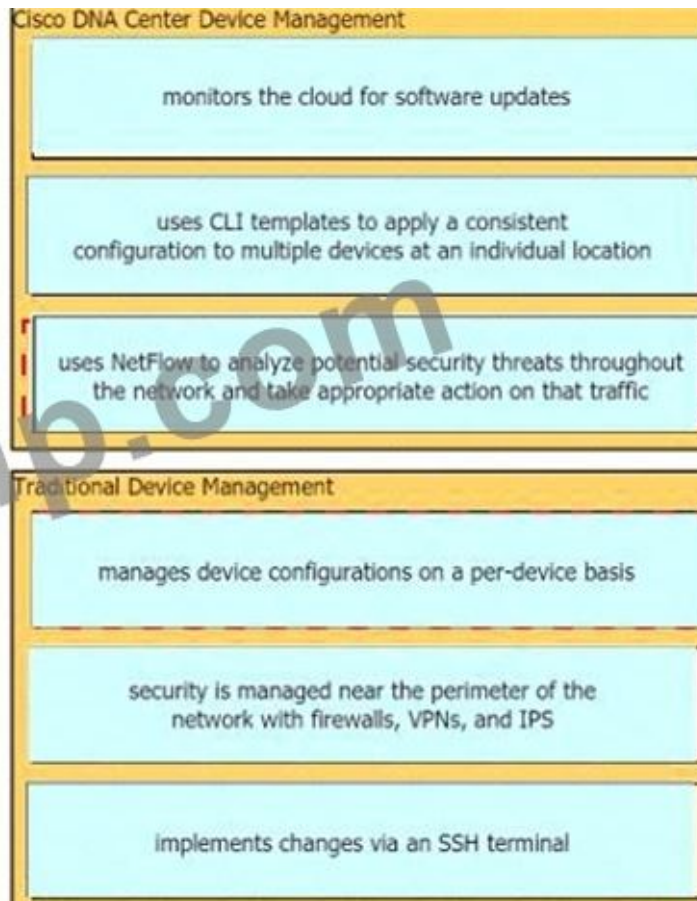 Cisco DNA Center Device Management
monitors the cloud for software updates
uses CLI templates to apply a consistent
configuration to multiple devices at an individual location
uses NetFlow to analyze potential security threats throughout
the network and take appropriate action on that traffic
p.com
Traditional Device Management
manages device configurations on a per-device basis
security is managed near the perimeter of the
network with firewalls, VPNs, and IPS
implements changes via an SSH terminal